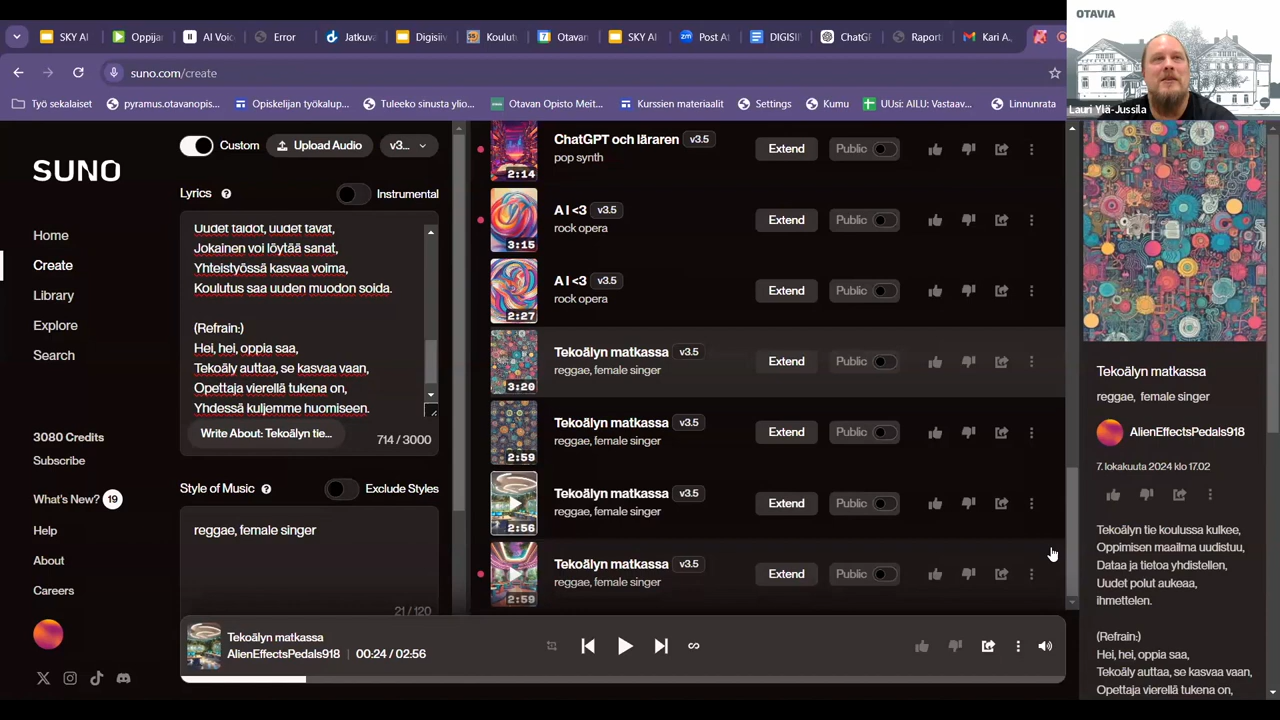 SKY AI
Oppijan
AI Voic
Error
Jatku
Digisiiv
Koulut
Otavan
SKY AI
Post At
DIGISIIV
ChatGP
Raport
Kari A.
OTAVIA
suno.com/create
Työ sekalaiset
pyramus.otavanopis...
Opiskelijan työkalup...
Tuleeko sinusta ylio...
Otavan Opisto Meit...
Kurssien materiaalit
Settings
Kumu
UUsi: AILU: Vastaav...
Linnunrata
Lauri Ylä-Jussila
SUNO
Home
Create
Library
Explore
Search
3080 Credits
Subscribe
What's New? 19
Help
About
Careers
Custom
Upload Audio
v3...
Lyrics
Instrumental
Uudet taidot, uudet tavat,
Jokainen voi löytää sanat,
Yhteistyössä kasvaa voima,
Koulutus saa uuden muodon soida.
(Refrain:)
Hei, hei, oppia saa,
Tekoäly auttaa, se kasvaa vaan,
Opettaja vierellä tukena on,
Yhdessä kuljemme huomiseen.
Write About: Tekoälyn tie...
714 / 3000
Style of Music
Exclude Styles
reggae, female singer
21 / 120
ChatGPT och läraren v3.5
pop synth
2:14
Extend
Public
A I <3 v3.5
rock opera
3:15
Extend
Public
A I <3 v3.5
rock opera
2:27
Extend
Public
Tekoälyn matkassa v3.5
reggae, female singer
3:20
Extend
Public
Tekoälyn matkassa v3.5
reggae, female singer
2:59
Extend
Public
Tekoälyn matkassa v3.5
reggae, female singer
2:56
Extend
Public
Tekoälyn matkassa v3.5
reggae, female singer
2:59
Extend
Public
Tekoälyn matkassa
AlienEffectsPedals918 00:24 / 02:56
Tekoälyn matkassa
reggae, female singer
AlienEffectsPedals918
7. lokakuuta 2024 klo 17.02
Tekoälyn tie koulussa kulkee,
Oppimisen maailma uudistuu,
Dataa ja tietoa yhdistellen,
Uudet polut aukeaa,
ihmettelen.
(Refrain:)
Hei, hei, oppia saa,
Tekoäly auttaa, se kasvaa vaan,
Opettaja vierellä tukena on,